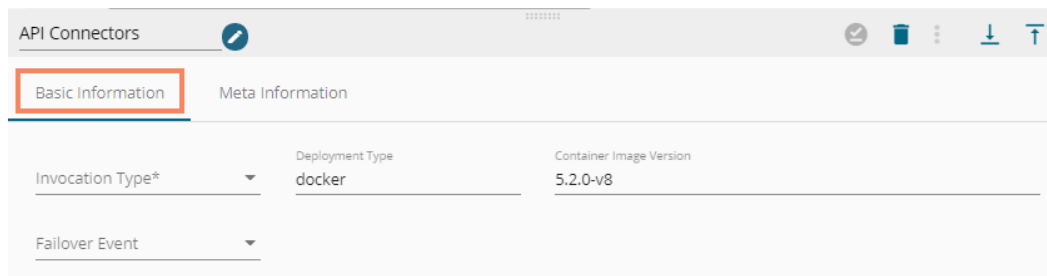 API Connectors
Basic Information Meta Information
Deployment Type Container Image Version
Invocation Type* docker 5.2.0-v8
Failover Event